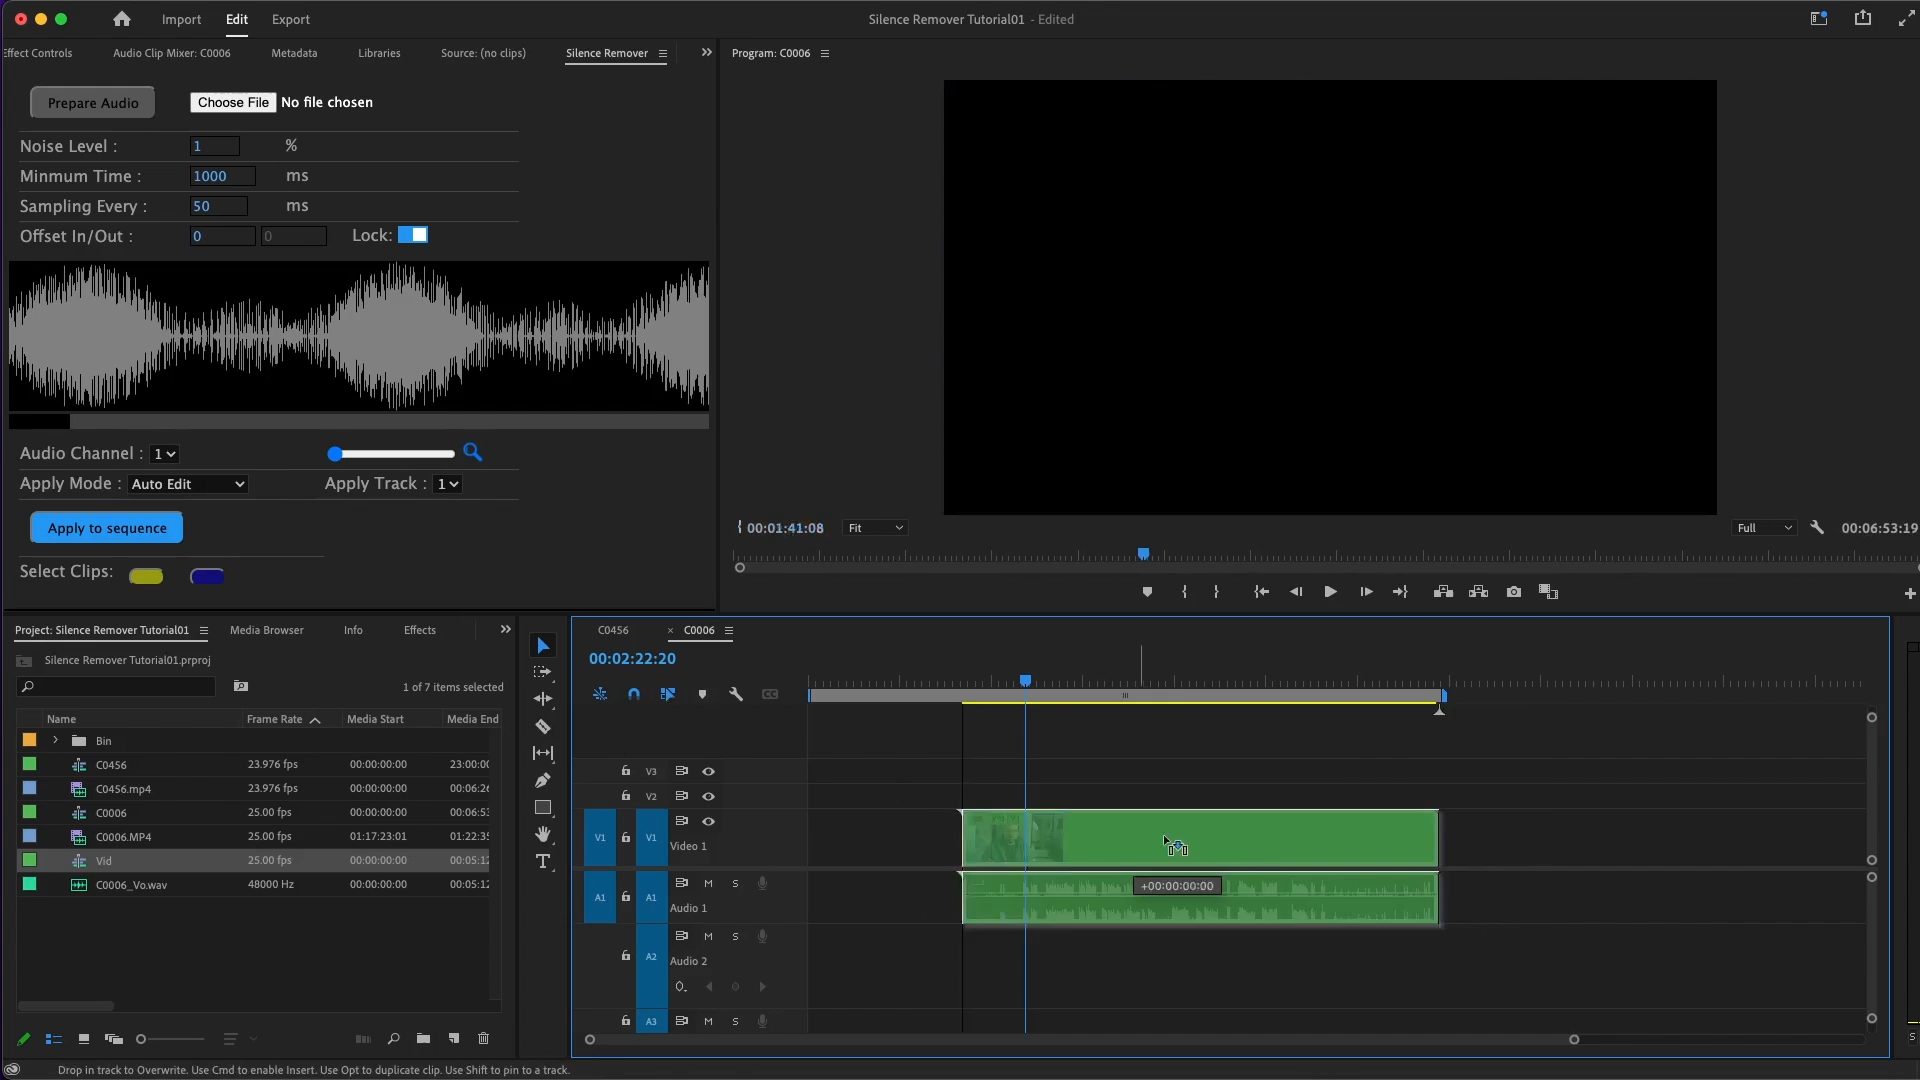 Import Edit Export Silence Remover Tutorial01 - Edited
Effect Controls Audio Clip Mixer: C0006 Metadata Libraries Source: (no clips) Silence Remover Program: C0006
Prepare Audio Choose File No file chosen
Noise Level : 1 %
Minmum Time : 1000 ms
Sampling Every : 50 ms
Offset In/Out : 0 0 Lock:
Audio Channel : 1
Apply Mode : Auto Edit Apply Track : 1
Apply to sequence
Select Clips:
00:01:41:08 Fit Full 00:06:53:19
Project: Silence Remover Tutorial01 Media Browser Info Effects
Silence Remover Tutorial01.prproj
1 of 7 items selected
Name Frame Rate Media Start Media End
Bin
C0456 23.976 fps 00:00:00:00 23:00:00
C0456.mp4 23.976 fps 00:00:00:00 00:06:26
C0006 25.00 fps 00:00:00:00 00:06:53
C0006.MP4 25.00 fps 01:17:23:01 01:22:35
Vid 25.00 fps 00:00:00:00 00:05:12
C0006_Vo.wav 48000 Hz 00:00:00:00 00:05:12
C0456 × C0006
00:02:22:20
CC
V3
V2
V1 V1 Video 1
A1 A1 M S Audio 1
+00:00:00:00
A2 M S Audio 2
A3 M S
S
Drop in track to Overwrite. Use Cmd to enable Insert. Use Opt to duplicate clip. Use Shift to pin to a track.